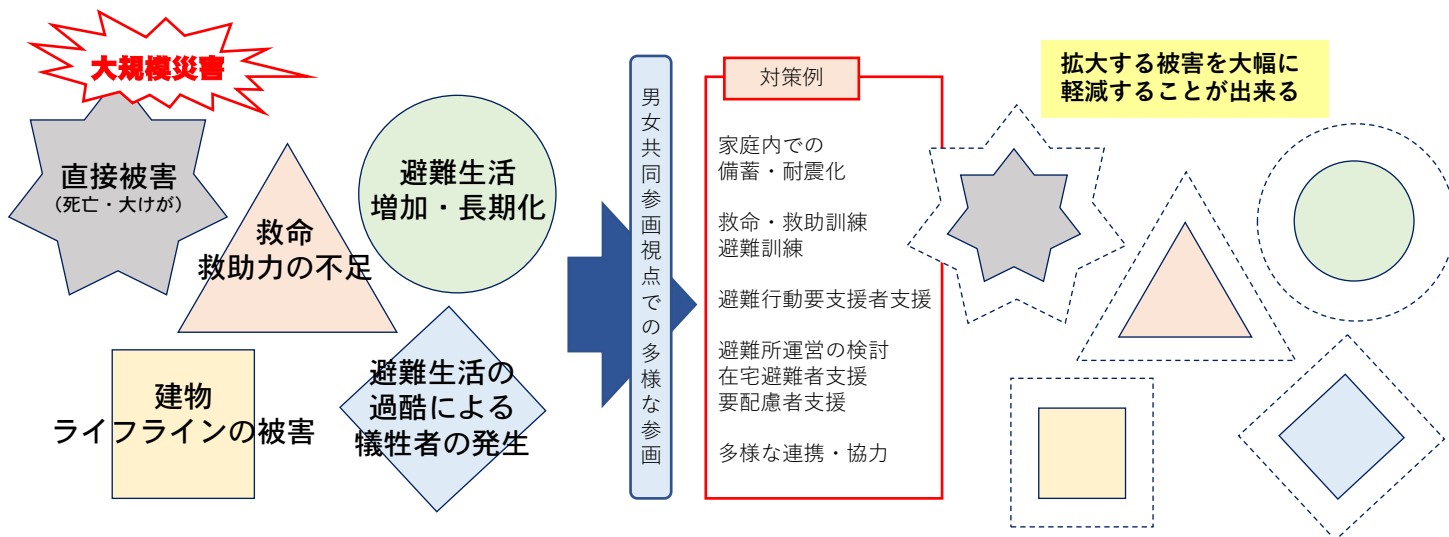 大規模災害
直接被害
（死亡・大けが）
救命
救助力の不足
避難生活
増加・長期化
建物
ライフラインの被害
避難生活の
過酷による
犠牲者の発生
男女共同参画視点での多様な参画
対策例
家庭内での
備蓄・耐震化
救命・救助訓練
避難訓練
避難行動要支援者支援
避難所運営の検討
在宅避難者支援
要配慮者支援
多様な連携・協力
拡大する被害を大幅に
軽減することが出来る